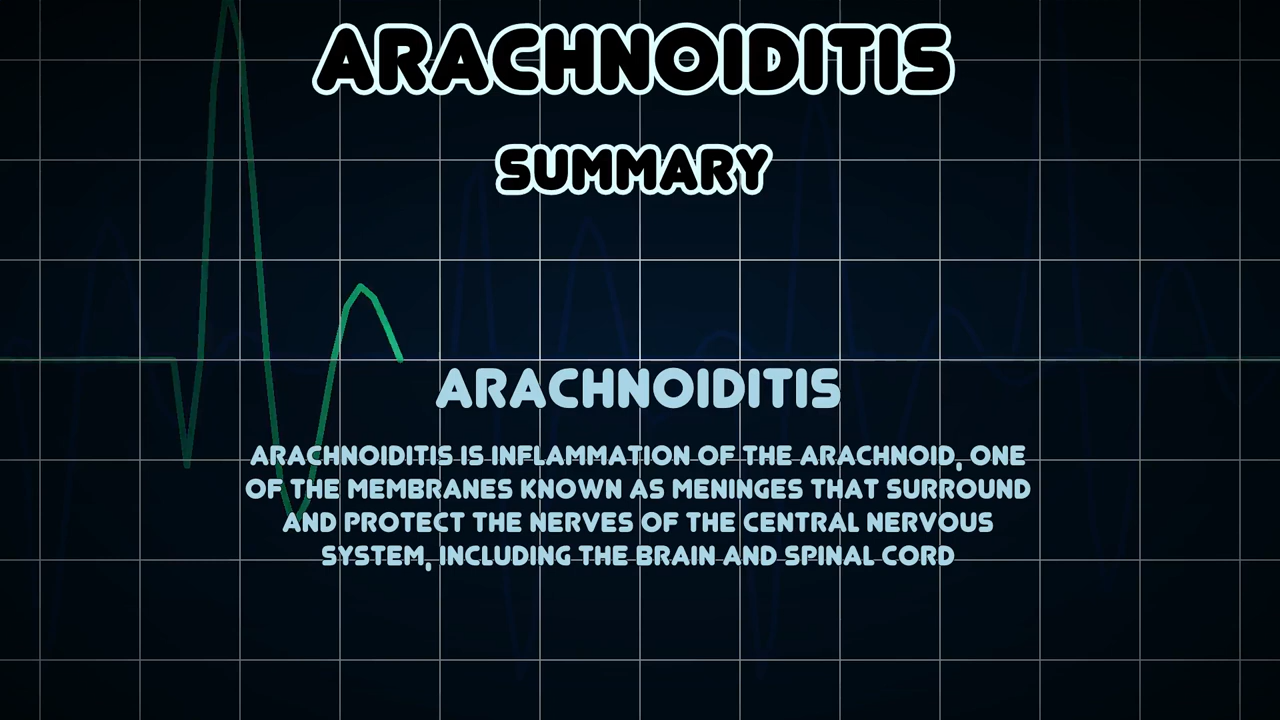 ARACHNOIDITIS
SUMMARY
ARACHNOIDITIS
ARACHNOIDITIS IS INFLAMMATION OF THE ARACHNOID, ONE
OF THE MEMBRANES KNOWN AS MENINGES THAT SURROUND
AND PROTECT THE NERVES OF THE CENTRAL NERVOUS
SYSTEM, INCLUDING THE BRAIN AND SPINAL CORD